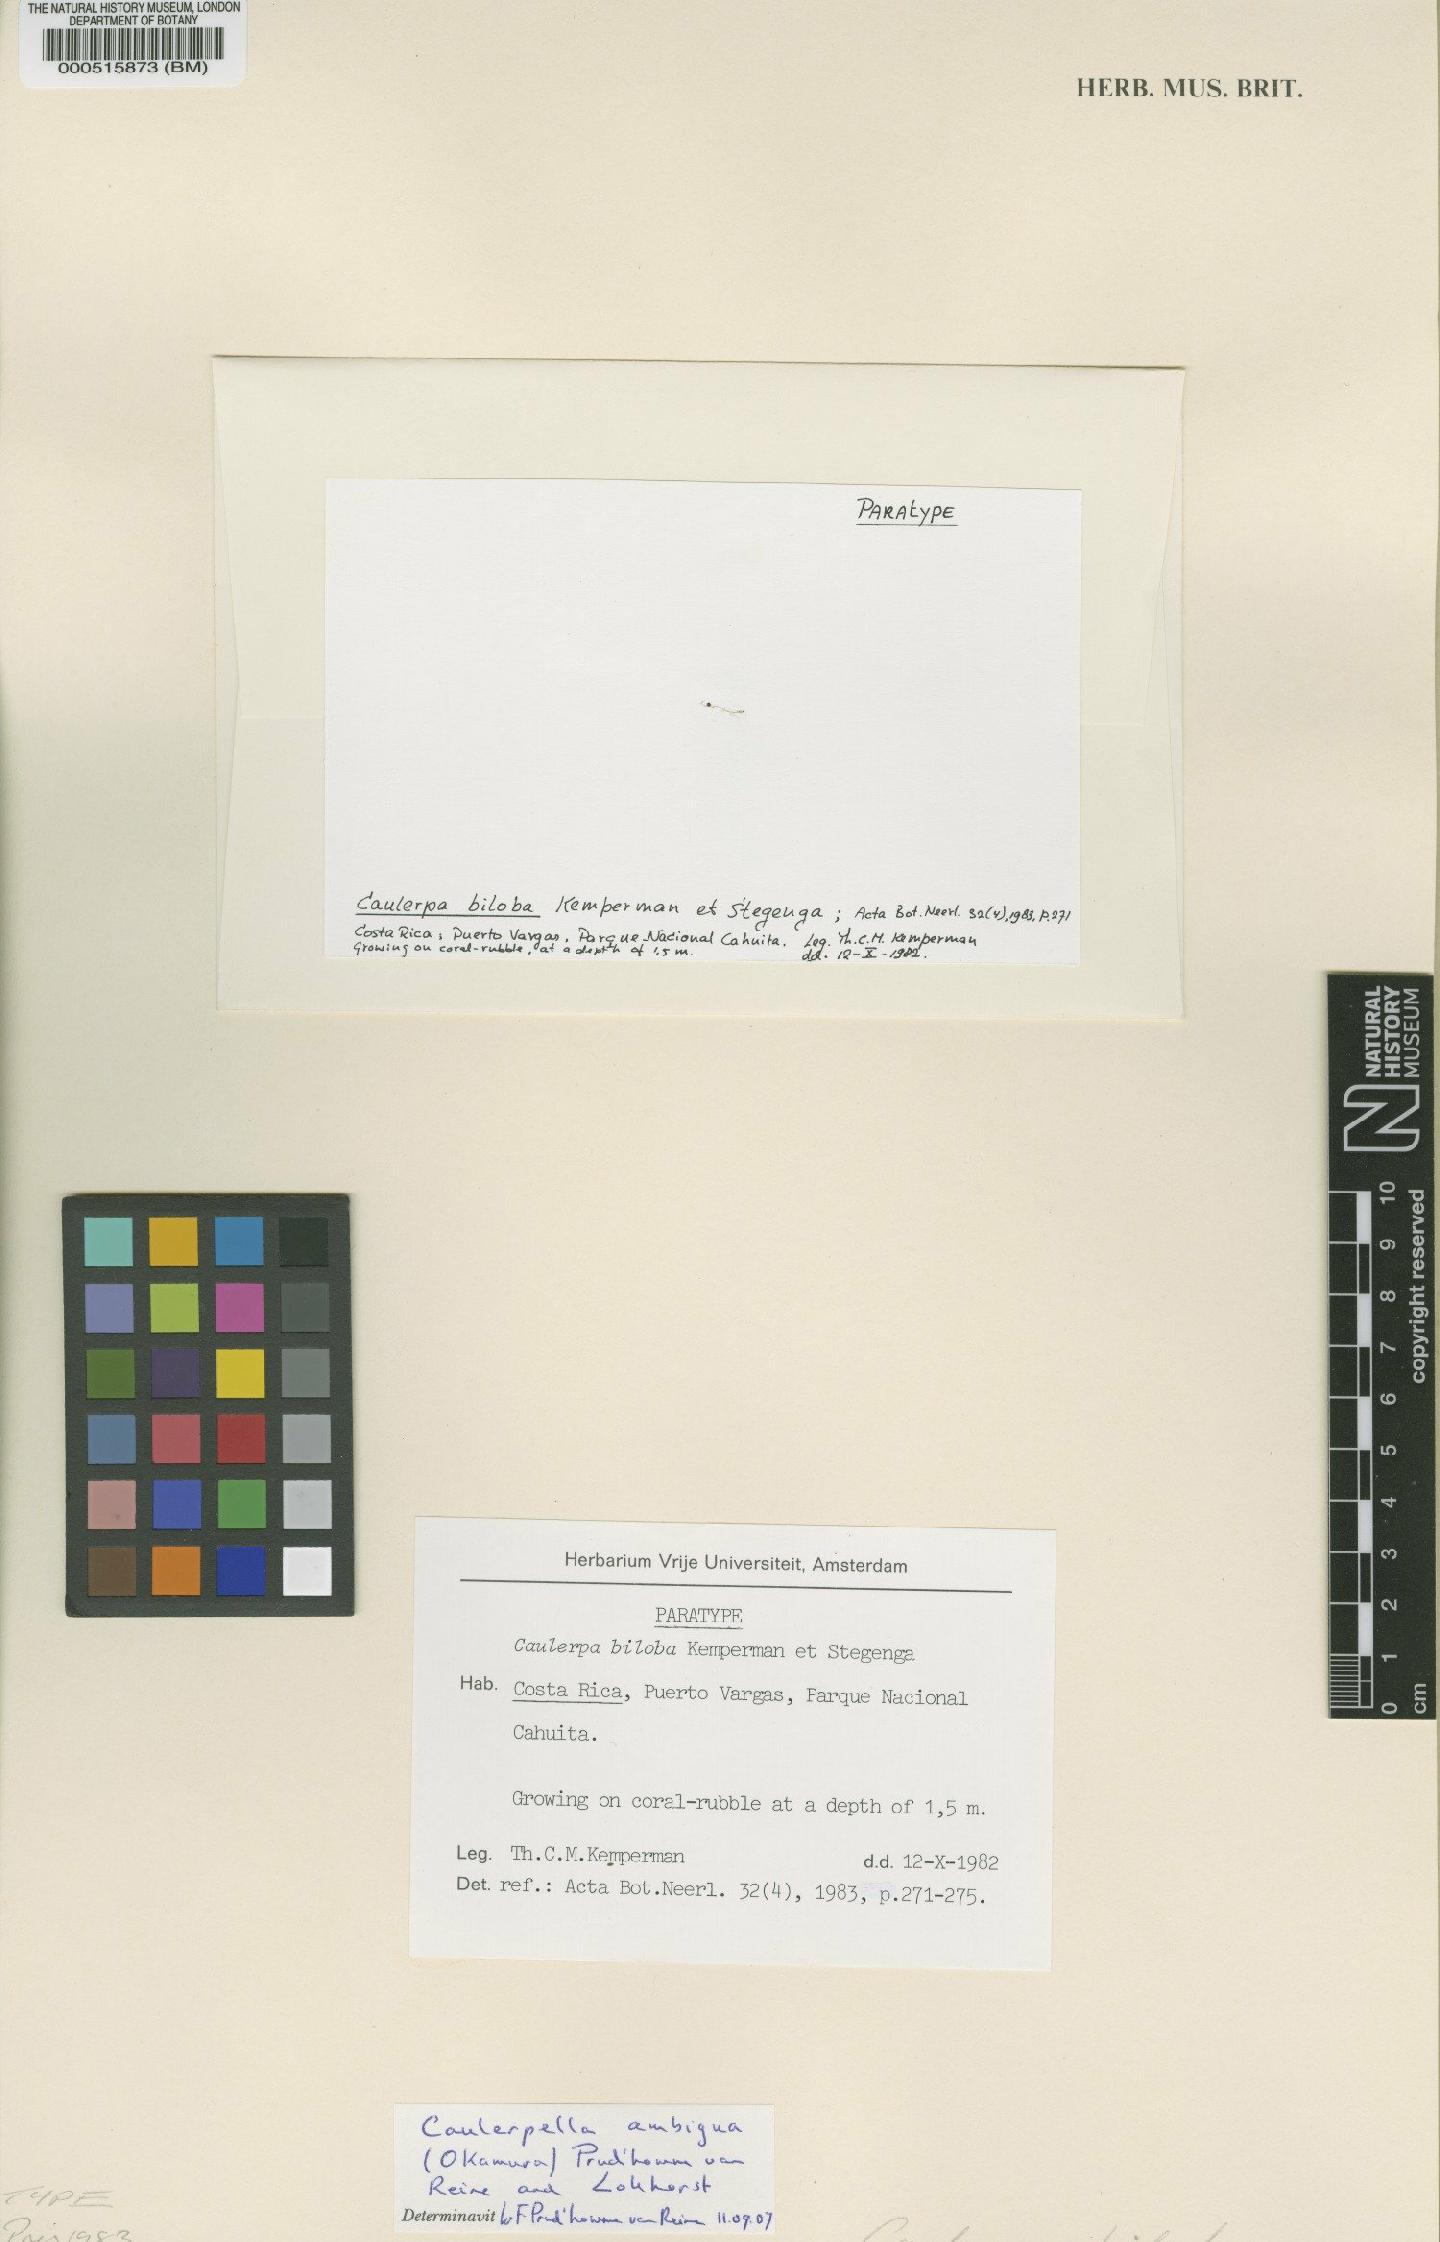 THE NATURAL HISTORY MUSEUM, LONDON
DEPARTMENT OF BOTANY
000515873 (BM)
HERB. MUS. BRIT.
PARATYPE
Caulerpa biloba Kemperman et Stegenga ; Acta Bot. Neerl. 32(4), 1983, p.271
Costa Rica; Puerto Vargas, Parque Nacional Cahuita. Leg. Th.C.M. Kemperman
Growing on coral-rubble, at a depth of 1,5 m. dd. 12-X-1982.
NATURAL
HISTORY
MUSEUM
10
9
8
7
6
5
4
3
2
1
0
cm
copyright reserved
Herbarium Vrije Universiteit, Amsterdam
PARATYPE
Caulerpa biloba Kemperman et Stegenga
Hab. Costa Rica, Puerto Vargas, Parque Nacional
Cahuita.
Growing on coral-rubble at a depth of 1,5 m.
Leg. Th.C.M.Kemperman d.d. 12-X-1982
Det. ref.: Acta Bot.Neerl. 32(4), 1983, p.271-275.
Caulerpella ambigua
(Okamura) Prud'homme van
Reine and Lokhorst
Determinavit WF Prud'homme van Reine 11.09.07
TYPE
1983